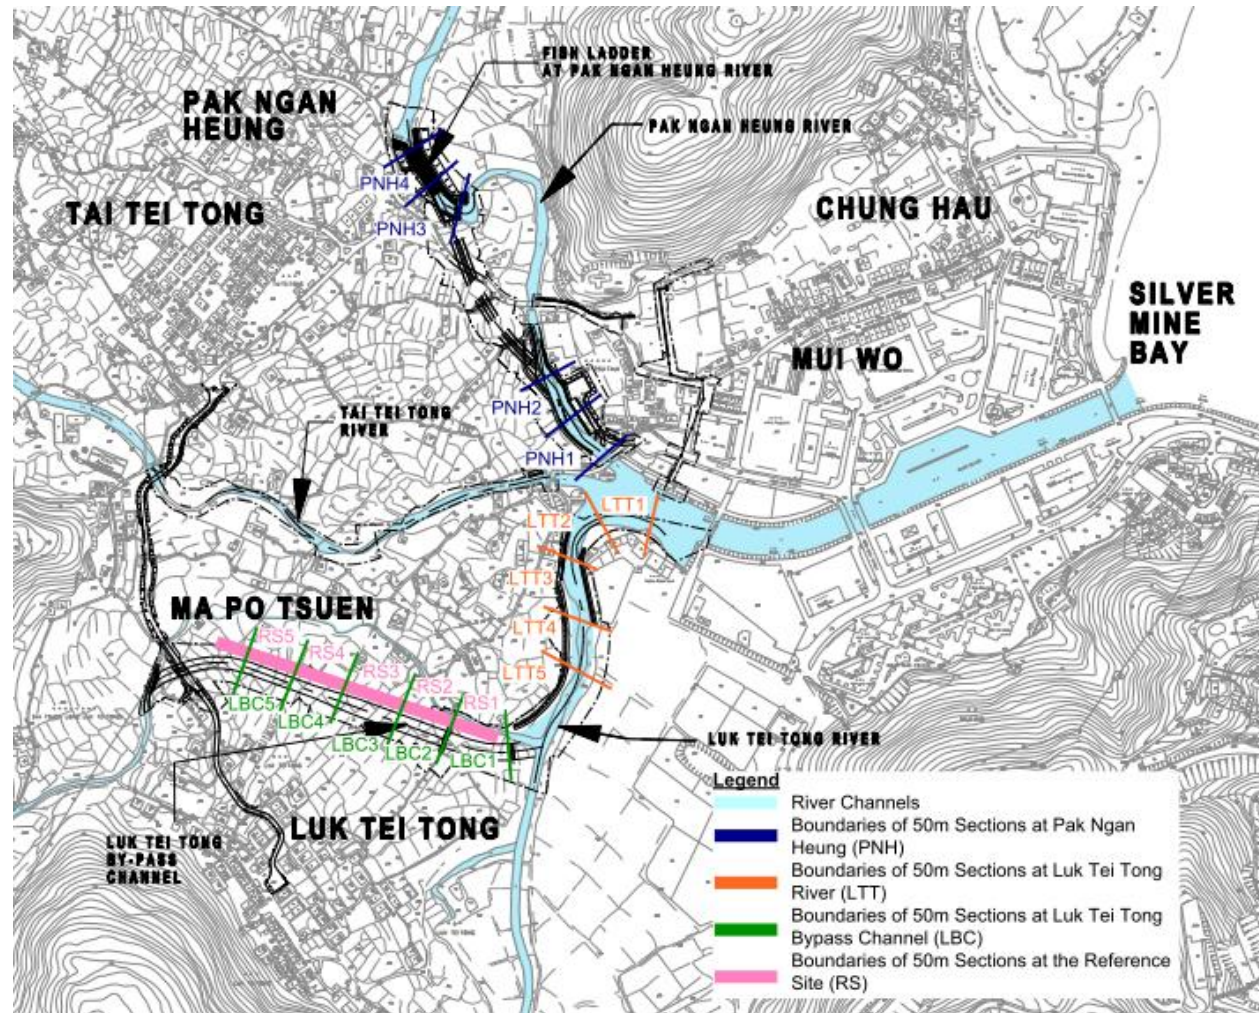 FISH LADDER
AT PAK NGAN HEUNG RIVER
PAK NGAN
HEUNG
PAK NGAN HEUNG RIVER
PNH4
TAI TEI TONG
CHUNG HAU
PNH3
SILVER
MINE
BAY
MUI WO
PNH2
TAI TEI TONG
RIVER
PNH1
LTT1
LTT2
LTT3
MA PO TSUEN
LTT4
RS5
RS4
RS3
LTT5
RS2
RS1
LBC5
LBC4
LBC3
LBC2
LBC1
LUK TEI TONG RIVER
LUK TEI TONG
LUK TEI TONG
BY-PASS
CHANNEL
Legend
River Channels
Boundaries of 50m Sections at Pak Ngan
Heung (PNH)
Boundaries of 50m Sections at Luk Tei Tong
River (LTT)
Boundaries of 50m Sections at Luk Tei Tong
Bypass Channel (LBC)
Boundaries of 50m Sections at the Reference
Site (RS)